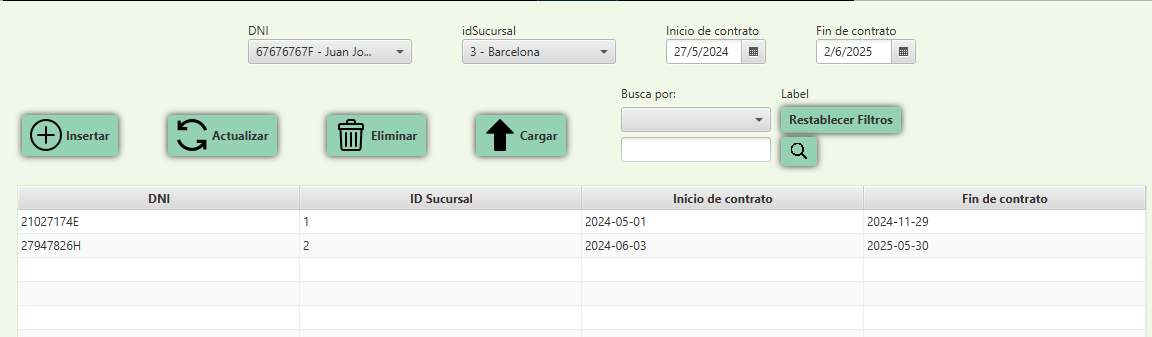 DNI idSucursal Inicio de contrato Fin de contrato
67676767F - Juan Jo... 3 - Barcelona 27/5/2024 2/6/2025
Busca por: Label
Insertar Actualizar Eliminar Cargar Restablecer Filtros
DNI ID Sucursal Inicio de contrato Fin de contrato
21027174E 1 2024-05-01 2024-11-29
27947826H 2 2024-06-03 2025-05-30